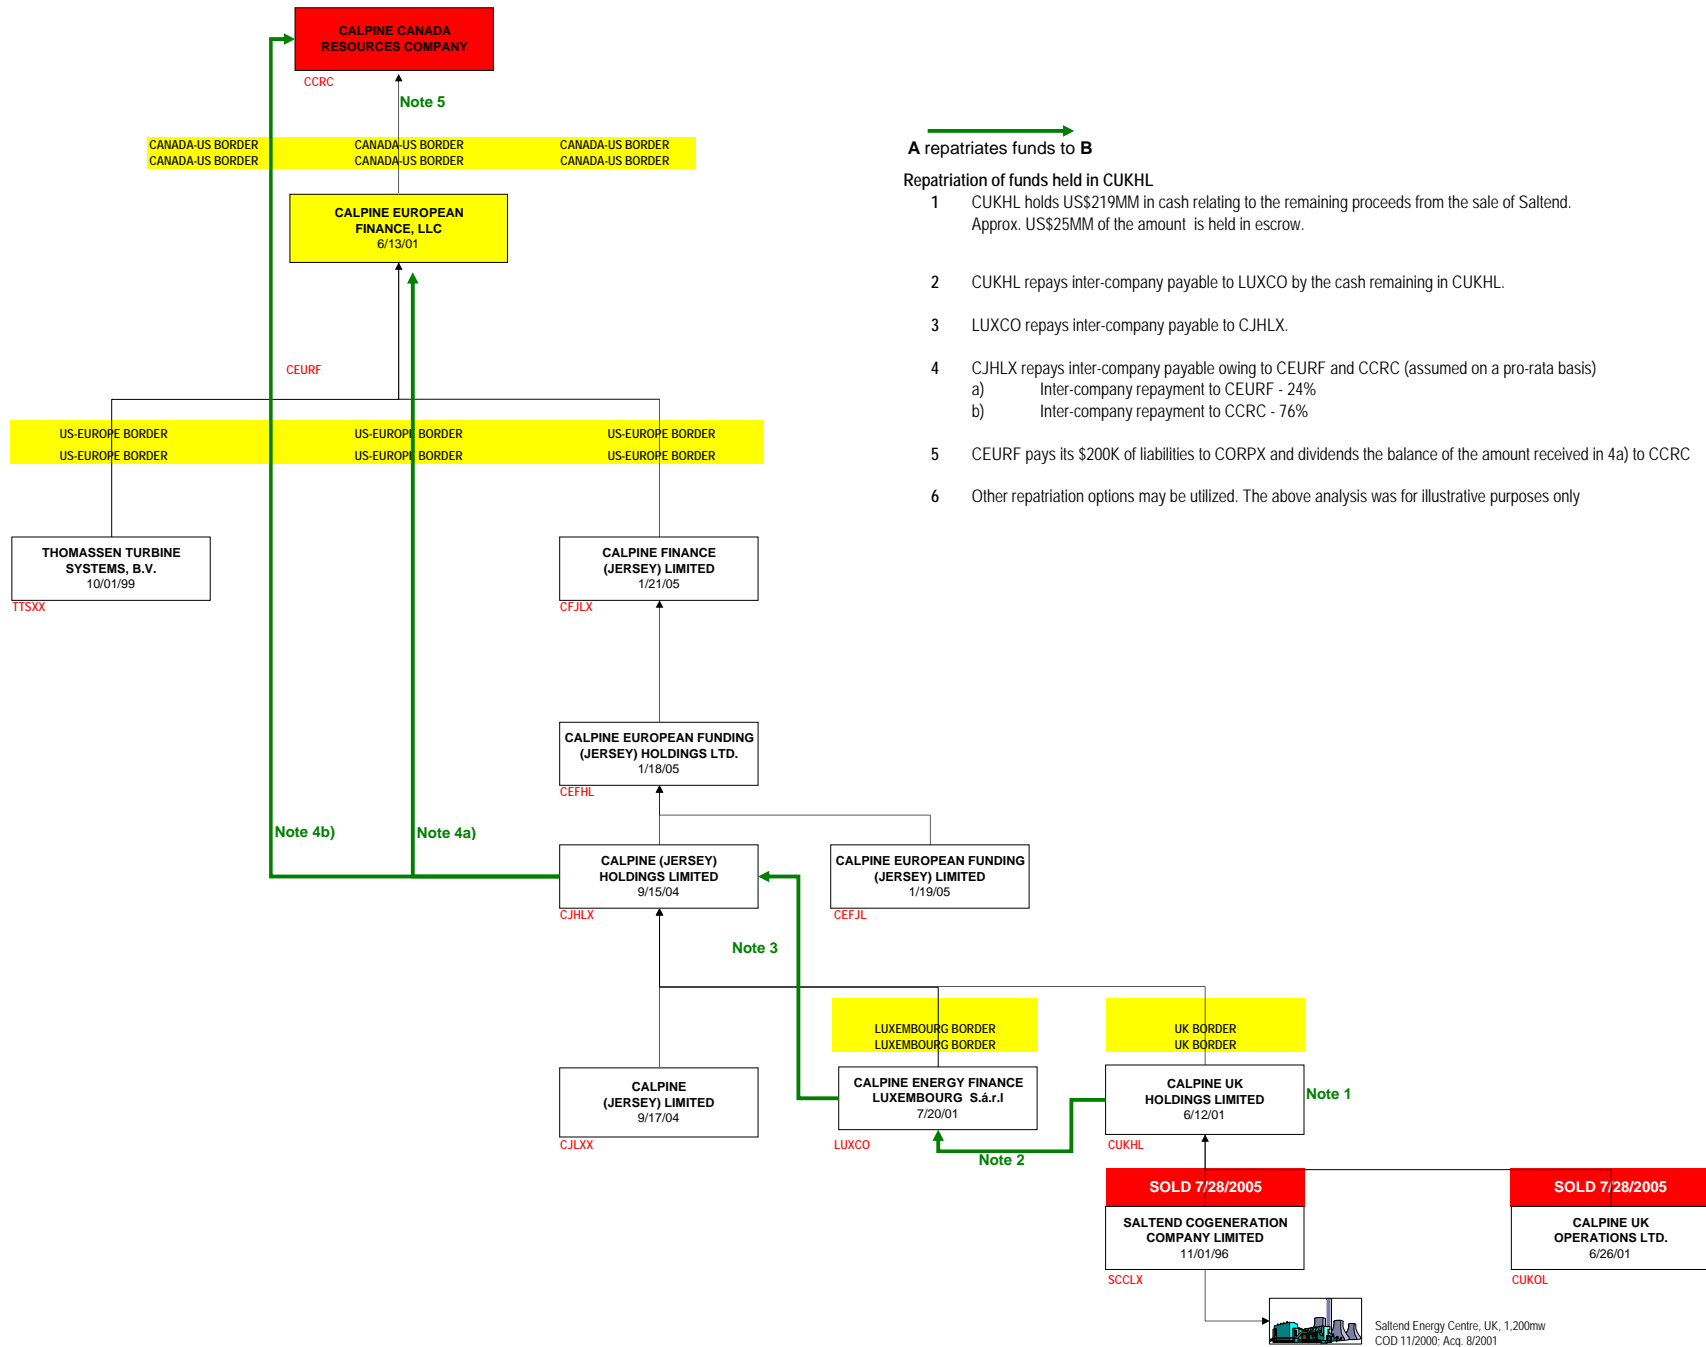 CALPINE CANADA
RESOURCES COMPANY
CCRC
Note 5
CANADA-US BORDER CANADA-US BORDER CANADA-US BORDER
CANADA-US BORDER CANADA-US BORDER CANADA-US BORDER
CALPINE EUROPEAN
FINANCE, LLC
6/13/01
CEURF
US-EUROPE BORDER US-EUROPE BORDER US-EUROPE BORDER
US-EUROPE BORDER US-EUROPE BORDER US-EUROPE BORDER
A repatriates funds to B
Repatriation of funds held in CUKHL
1 CUKHL holds US$219MM in cash relating to the remaining proceeds from the sale of Saltend.
Approx. US$25MM of the amount is held in escrow.
2 CUKHL repays inter-company payable to LUXCO by the cash remaining in CUKHL.
3 LUXCO repays inter-company payable to CJHLX.
4 CJHLX repays inter-company payable owing to CEURF and CCRC (assumed on a pro-rata basis)
a) Inter-company repayment to CEURF - 24%
b) Inter-company repayment to CCRC - 76%
5 CEURF pays its $200K of liabilities to CORPX and dividends the balance of the amount received in 4a) to CCRC
6 Other repatriation options may be utilized. The above analysis was for illustrative purposes only
THOMASSEN TURBINE
SYSTEMS, B.V.
10/01/99
TTSXX
CALPINE FINANCE
(JERSEY) LIMITED
1/21/05
CFJLX
CALPINE EUROPEAN FUNDING
(JERSEY) HOLDINGS LTD.
1/18/05
CEFHL
Note 4b)
Note 4a)
CALPINE (JERSEY)
HOLDINGS LIMITED
9/15/04
CJHLX
CALPINE EUROPEAN FUNDING
(JERSEY) LIMITED
1/19/05
CEFJL
Note 3
LUXEMBOURG BORDER
LUXEMBOURG BORDER
UK BORDER
UK BORDER
CALPINE
(JERSEY) LIMITED
9/17/04
CJLXX
CALPINE ENERGY FINANCE
LUXEMBOURG S.á.r.l
7/20/01
LUXCO
CALPINE UK
HOLDINGS LIMITED
6/12/01
CUKHL
Note 1
Note 2
SOLD 7/28/2005
SALTEND COGENERATION
COMPANY LIMITED
11/01/96
SCCLX
SOLD 7/28/2005
CALPINE UK
OPERATIONS LTD.
6/26/01
CUKOL
Saltend Energy Centre, UK, 1,200mw
COD 11/2000; Acq. 8/2001